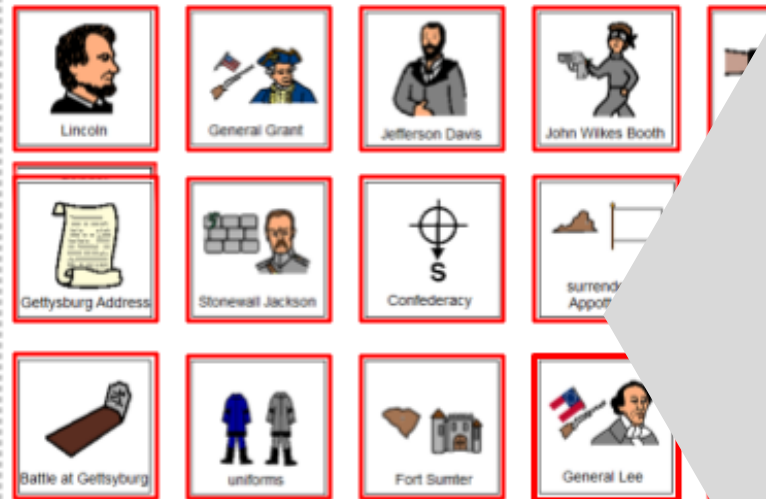 Lincoln
General Grant
Jefferson Davis
John Wilkes Booth
Gettysburg Address
Stonewall Jackson
S
Confederacy
Battle at Gettsyburg
uniforms
Fort Sumter
General Lee